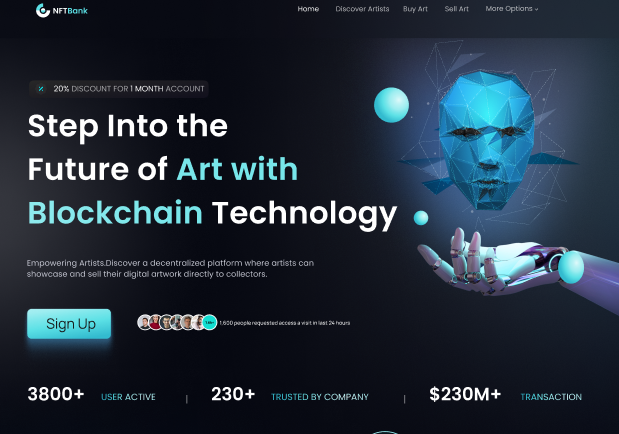 NFTBank
Home Discover Artists Buy Art Sell Art More Options
20% DISCOUNT FOR 1 MONTH ACCOUNT
Step Into the
Future of Art with
Blockchain Technology
Empowering Artists.Discover a decentralized platform where artists can
showcase and sell their digital artwork directly to collectors.
Sign Up
1,600 people requested access a visit in last 24 hours
3800+ USER ACTIVE | 230+ TRUSTED BY COMPANY | $230M+ TRANSACTION